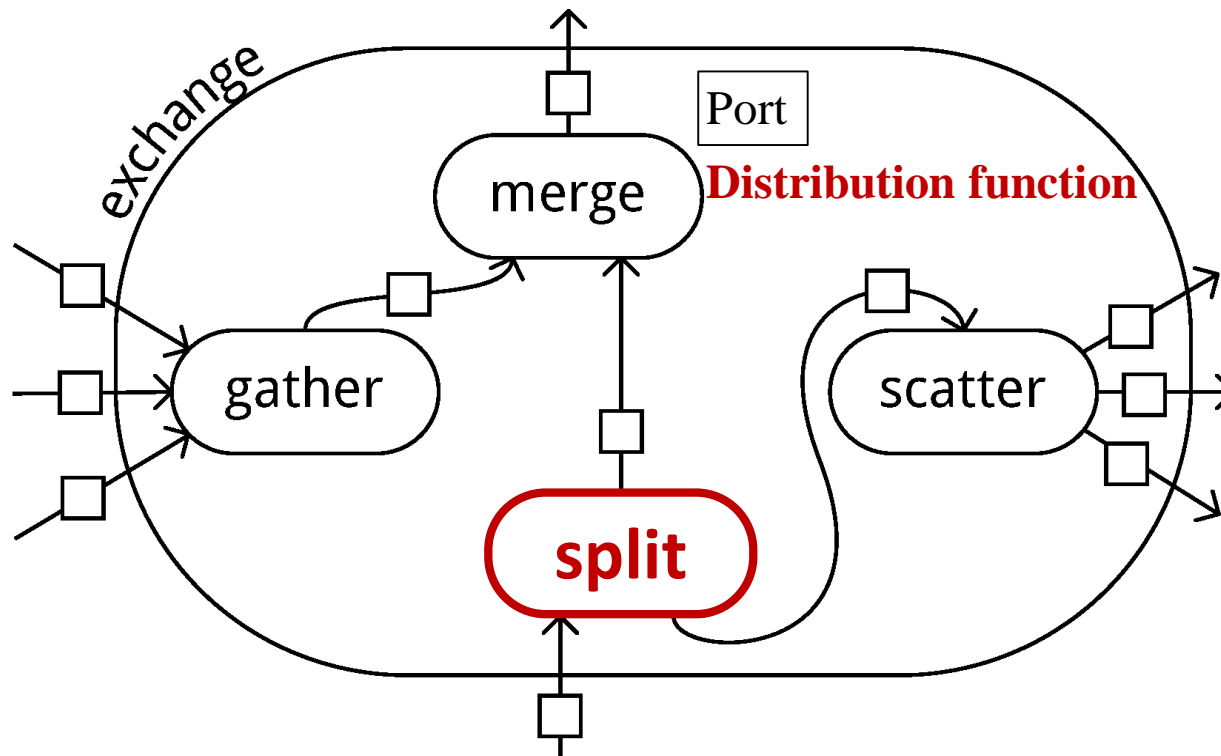 exchange
Port
Distribution function
merge
gather
scatter
split